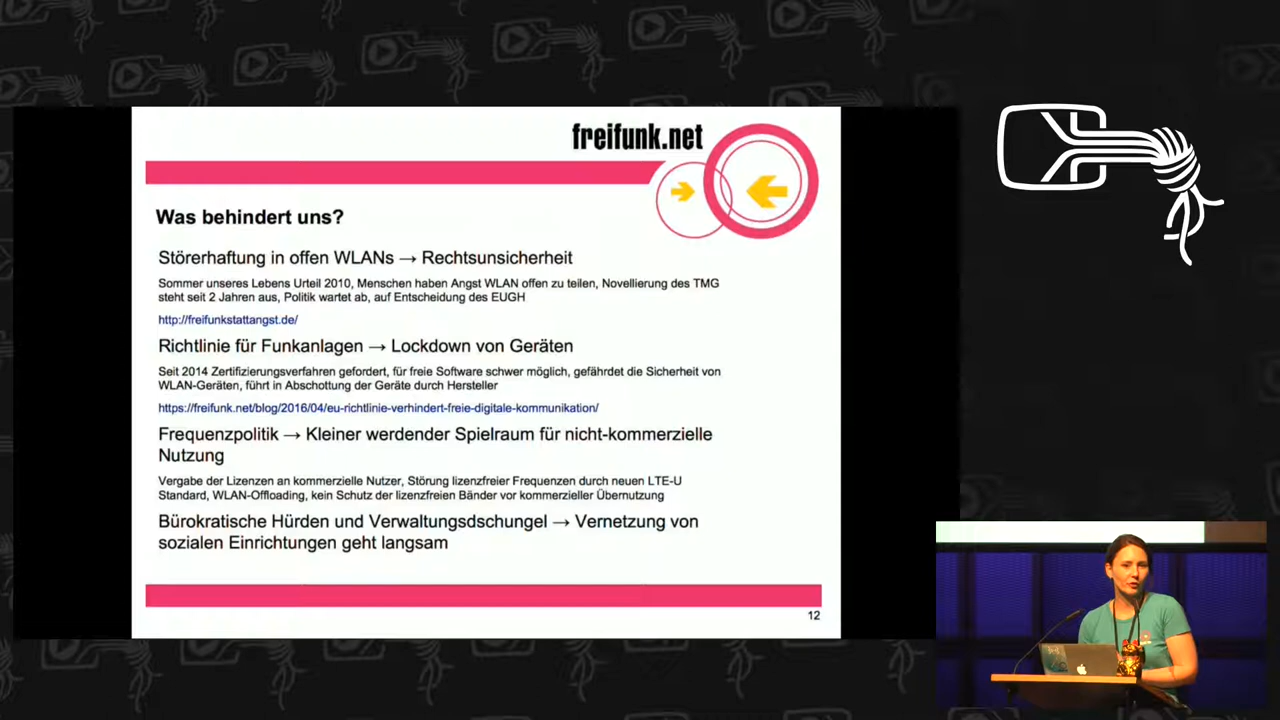 freifunk.net
Was behindert uns?
Störerhaftung in offen WLANs → Rechtsunsicherheit
Sommer unseres Lebens Urteil 2010, Menschen haben Angst WLAN offen zu teilen, Novellierung des TMG
steht seit 2 Jahren aus, Politik wartet ab, auf Entscheidung des EUGH
http://freifunkstattangst.de/
Richtlinie für Funkanlagen → Lockdown von Geräten
Seit 2014 Zertifizierungsverfahren gefordert, für freie Software schwer möglich, gefährdet die Sicherheit von
WLAN-Geräten, führt in Abschottung der Geräte durch Hersteller
https://freifunk.net/blog/2016/04/eu-richtlinie-verhindert-freie-digitale-kommunikation/
Frequenzpolitik → Kleiner werdender Spielraum für nicht-kommerzielle
Nutzung
Vergabe der Lizenzen an kommerzielle Nutzer, Störung lizenzfreier Frequenzen durch neuen LTE-U
Standard, WLAN-Offloading, kein Schutz der lizenzfreien Bänder vor kommerzieller Übernutzung
Bürokratische Hürden und Verwaltungsdschungel → Vernetzung von
sozialen Einrichtungen geht langsam
12